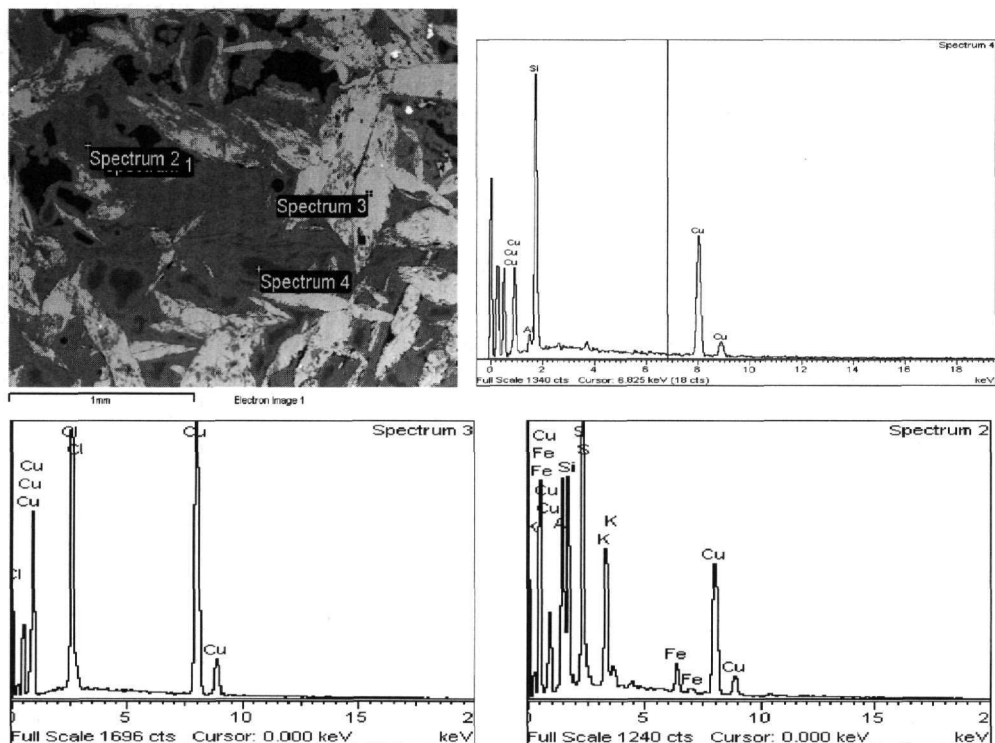 Spectrum 2
1
Spectrum 3
Spectrum 4
1mm
Electron Image 1
Spectrum 4
Si
Cu
Cu
Cu
Cu
A
Cu
0 2 4 6 8 10 12 14 16 18
Full Scale 1340 cts Cursor: 6.825 keV (18 cts)
keV
Spectrum 3
Cl
Cl
Cu
Cu
Cu
Cu
Cu
5 10 15 2
Full Scale 1696 cts Cursor: 0.000 keV
keV
Spectrum 2
Cu
S
Fe
S
Fe
Si
Cu
Cu
K
K
Cu
Fe
Fe
Cu
5 10 15 2
Full Scale 1240 cts Cursor: 0.000 keV
keV